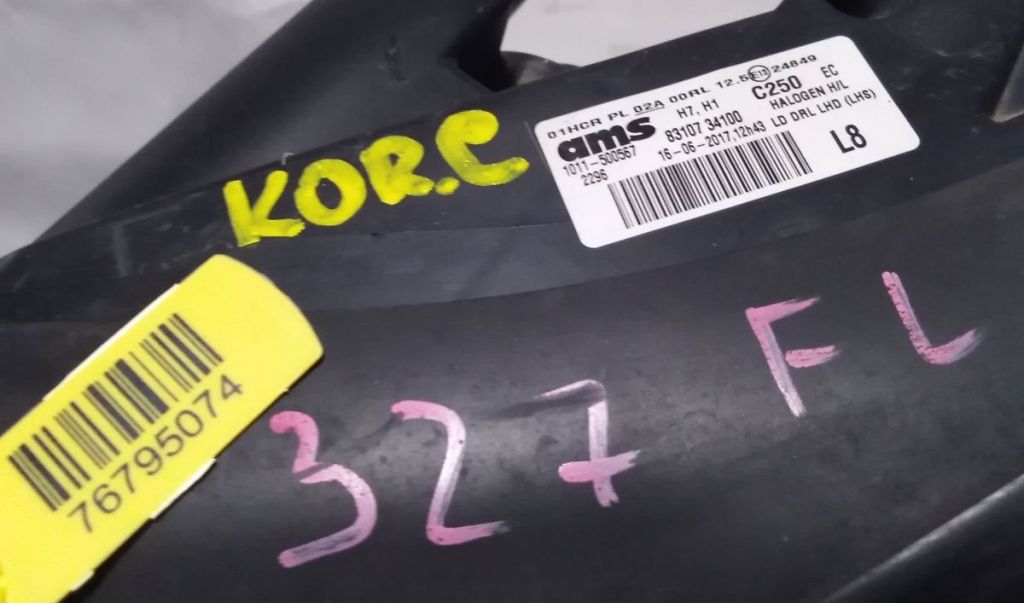 01HCR PL 02A 00RL 12.5 E13 24849
ams H7, H1 C250 EC
83107 34100 HALOGEN H/L
1011-500567 16-06-2017,12h43 LD DRL LHD (LHS)
2296 L8
KOR.C
76795074
327 FL